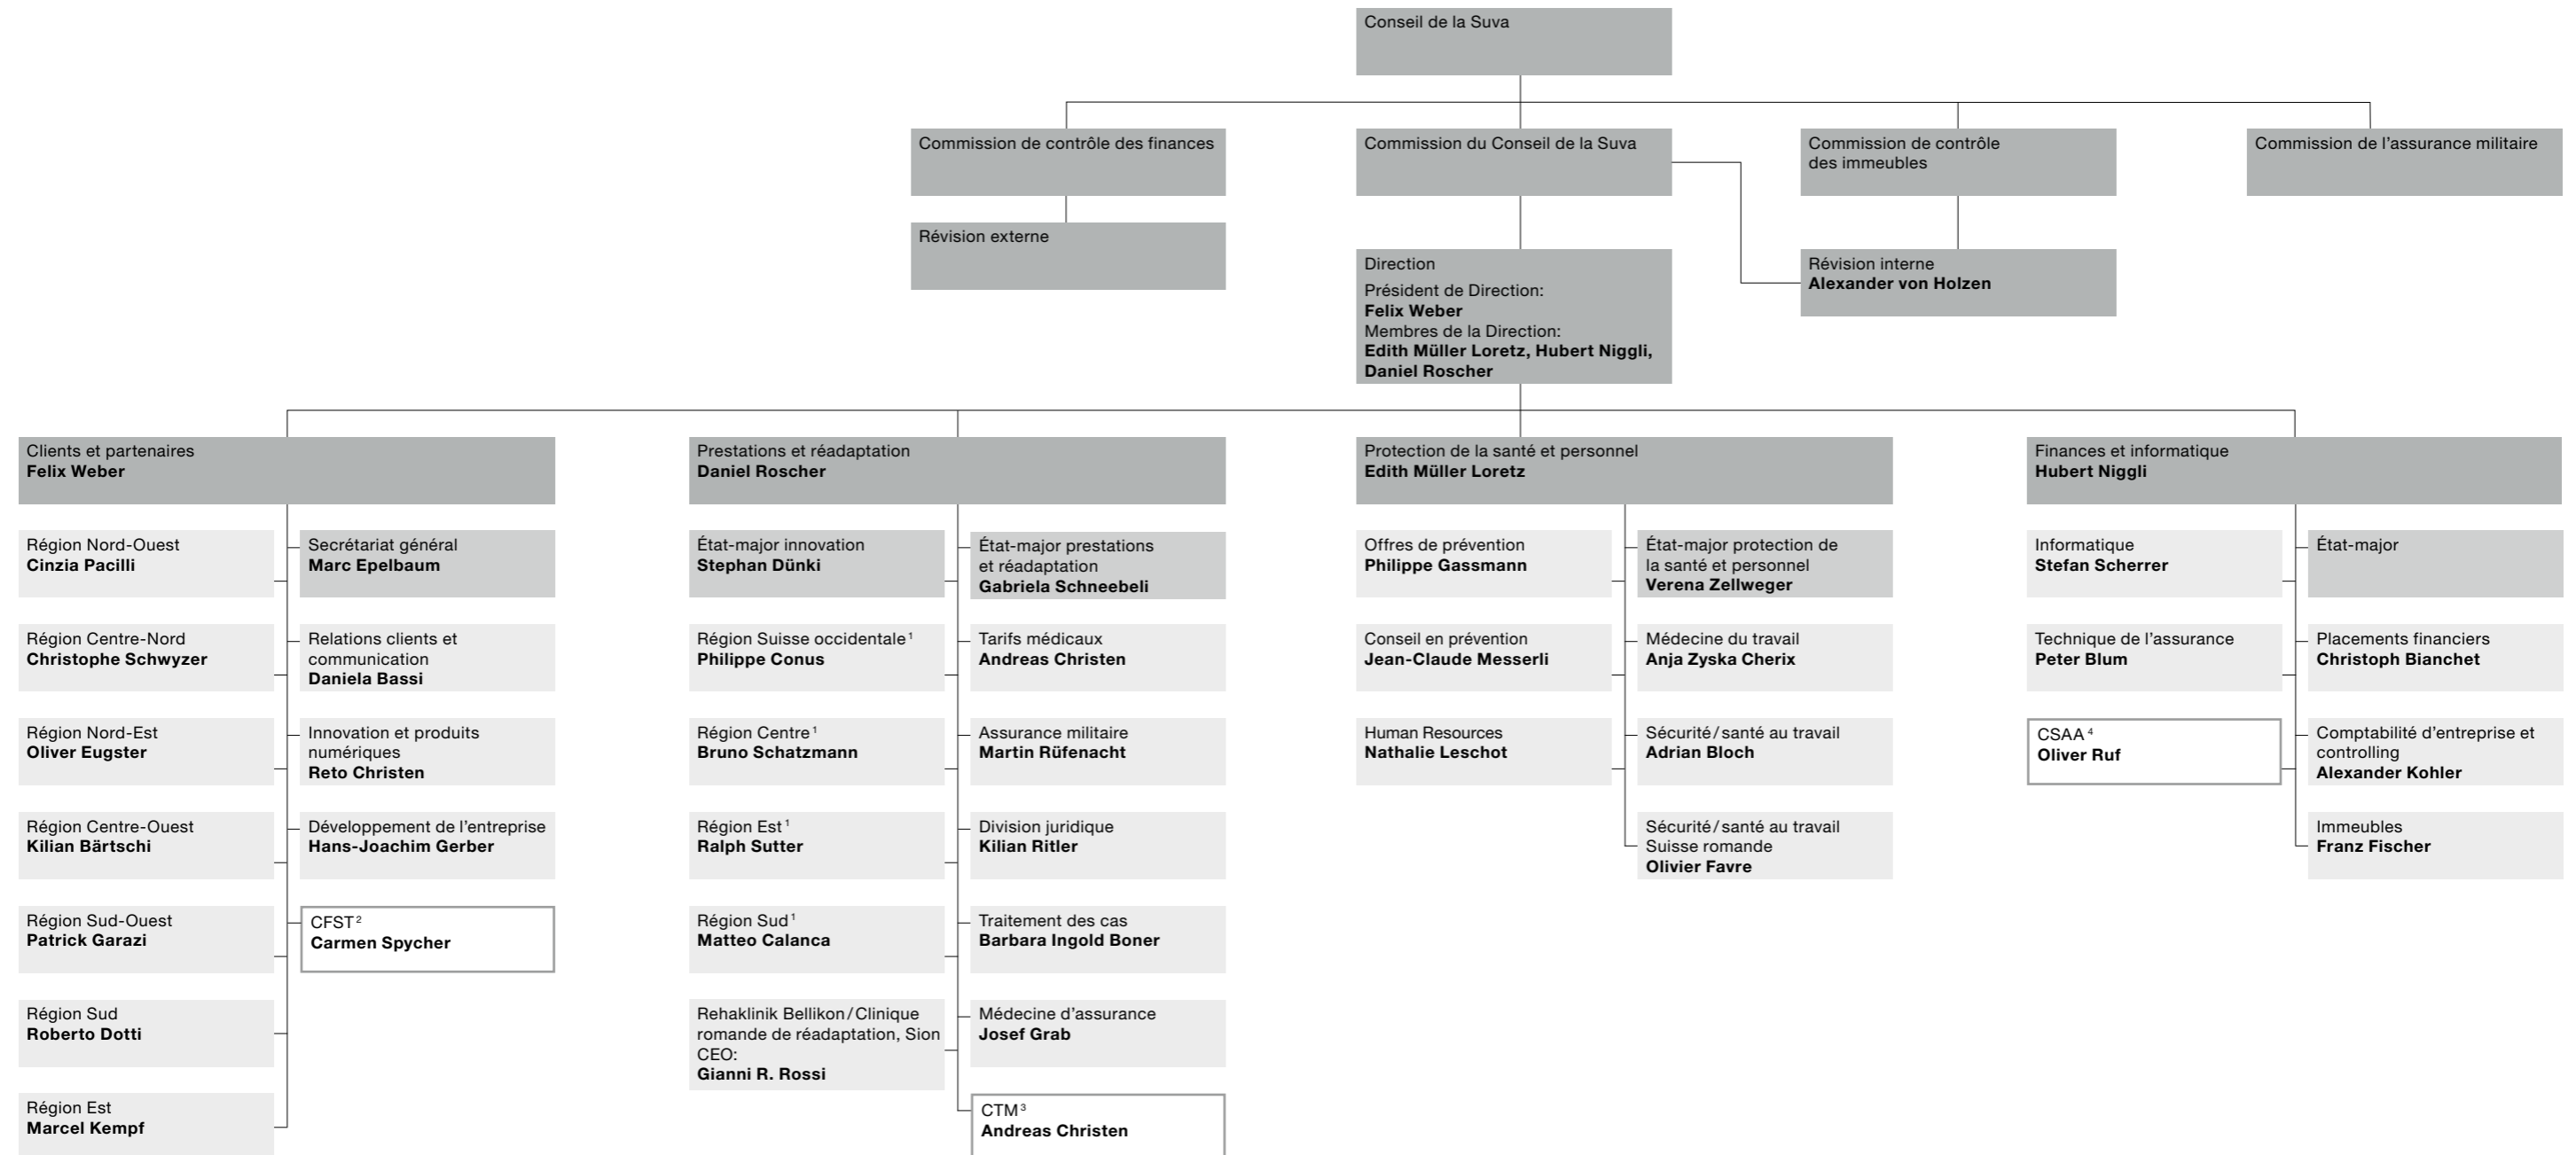 Conseil de la Suva
Commission de contrôle des finances
Commission du Conseil de la Suva
Commission de contrôle
des immeubles
Commission de l’assurance militaire
Révision externe
Direction
Président de Direction:
Felix Weber
Membres de la Direction:
Edith Müller Loretz, Hubert Niggli,
Daniel Roscher
Révision interne
Alexander von Holzen
Clients et partenaires
Felix Weber
Région Nord-Ouest
Cinzia Pacilli
Secrétariat général
Marc Epelbaum
Région Centre-Nord
Christophe Schwyzer
Relations clients et
communication
Daniela Bassi
Région Nord-Est
Oliver Eugster
Innovation et produits
numériques
Reto Christen
Région Centre-Ouest
Kilian Bärtschi
Développement de l’entreprise
Hans-Joachim Gerber
Région Sud-Ouest
Patrick Garazi
CFST ²
Carmen Spycher
Région Sud
Roberto Dotti
Région Est
Marcel Kempf
Prestations et réadaptation
Daniel Roscher
État-major innovation
Stephan Dünki
État-major prestations
et réadaptation
Gabriela Schneebeli
Région Suisse occidentale ¹
Philippe Conus
Tarifs médicaux
Andreas Christen
Région Centre ¹
Bruno Schatzmann
Assurance militaire
Martin Rüfenacht
Région Est ¹
Ralph Sutter
Division juridique
Kilian Ritler
Région Sud ¹
Matteo Calanca
Traitement des cas
Barbara Ingold Boner
Rehaklinik Bellikon / Clinique
romande de réadaptation, Sion
CEO:
Gianni R. Rossi
Médecine d’assurance
Josef Grab
CTM ³
Andreas Christen
Protection de la santé et personnel
Edith Müller Loretz
Offres de prévention
Philippe Gassmann
État-major protection de
la santé et personnel
Verena Zellweger
Conseil en prévention
Jean-Claude Messerli
Médecine du travail
Anja Zyska Cherix
Human Resources
Nathalie Leschot
Sécurité / santé au travail
Adrian Bloch
Sécurité / santé au travail
Suisse romande
Olivier Favre
Finances et informatique
Hubert Niggli
Informatique
Stefan Scherrer
État-major
Technique de l’assurance
Peter Blum
Placements financiers
Christoph Bianchet
CSAA ⁴
Oliver Ruf
Comptabilité d’entreprise et
controlling
Alexander Kohler
Immeubles
Franz Fischer